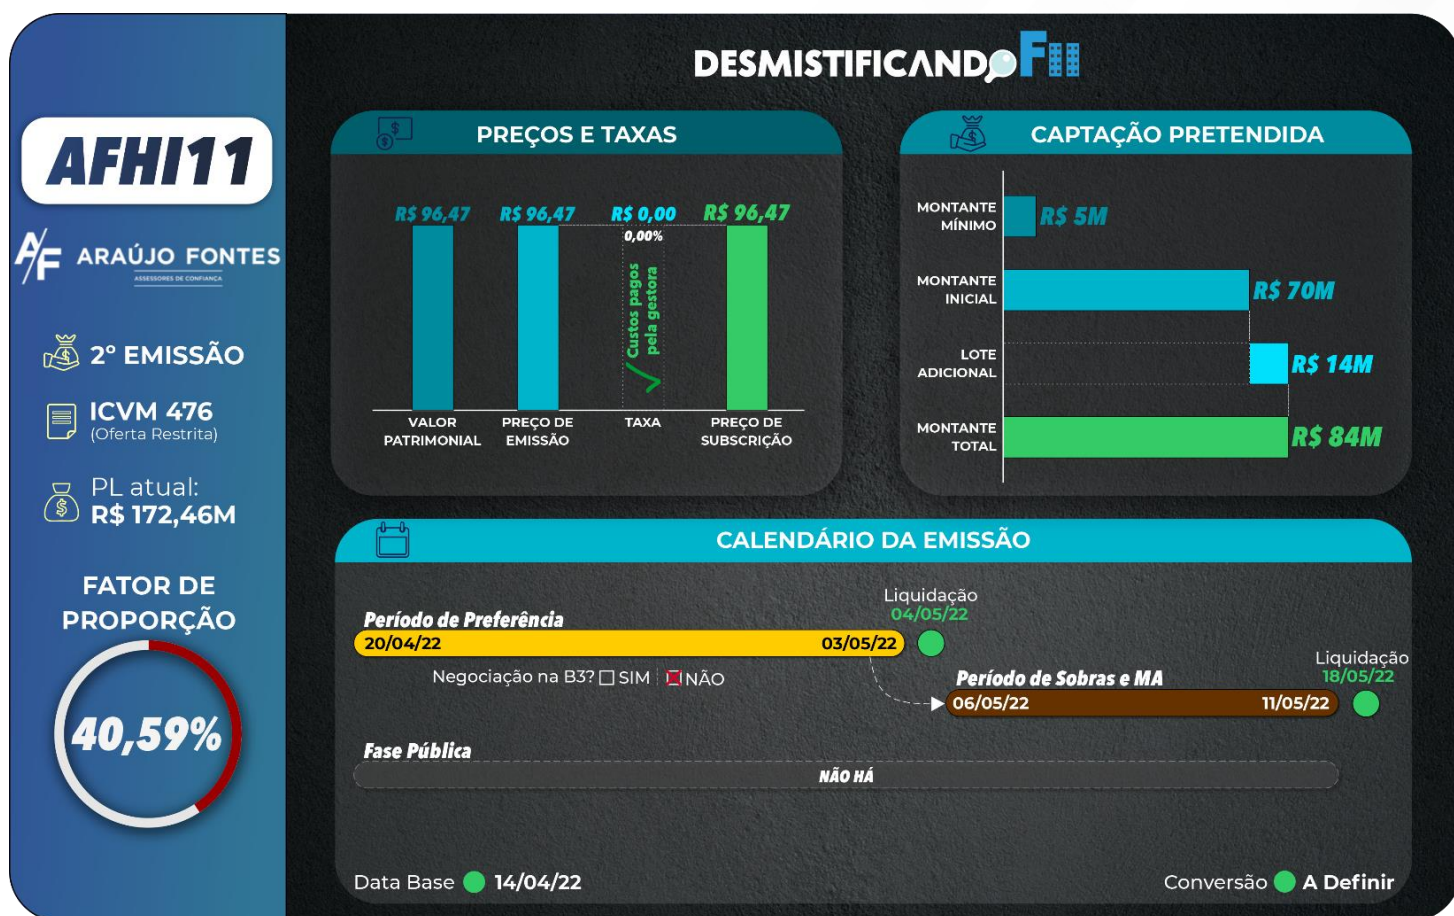 DESMISTIFICANDO FII
AFHI11
A/F ARAÚJO FONTES
ASSESSORES DE CONFIANÇA
2º EMISSÃO
ICVM 476
(Oferta Restrita)
PL atual:
R$ 172,46M
FATOR DE
PROPORÇÃO
40,59%
PREÇOS E TAXAS
R$ 96,47 R$ 96,47 R$ 0,00 R$ 96,47
0,00%
Custos pagos
pela gestora
VALOR
PATRIMONIAL
PREÇO DE
EMISSÃO
TAXA
PREÇO DE
SUBSCRIÇÃO
CAPTAÇÃO PRETENDIDA
MONTANTE
MÍNIMO
R$ 5M
MONTANTE
INICIAL
R$ 70M
LOTE
ADICIONAL
R$ 14M
MONTANTE
TOTAL
R$ 84M
CALENDÁRIO DA EMISSÃO
Período de Preferência
20/04/22 03/05/22
Liquidação
04/05/22
Negociação na B3? SIM NÃO
Período de Sobras e MA
06/05/22 11/05/22
Liquidação
18/05/22
Fase Pública
NÃO HÁ
Data Base 14/04/22
Conversão A Definir